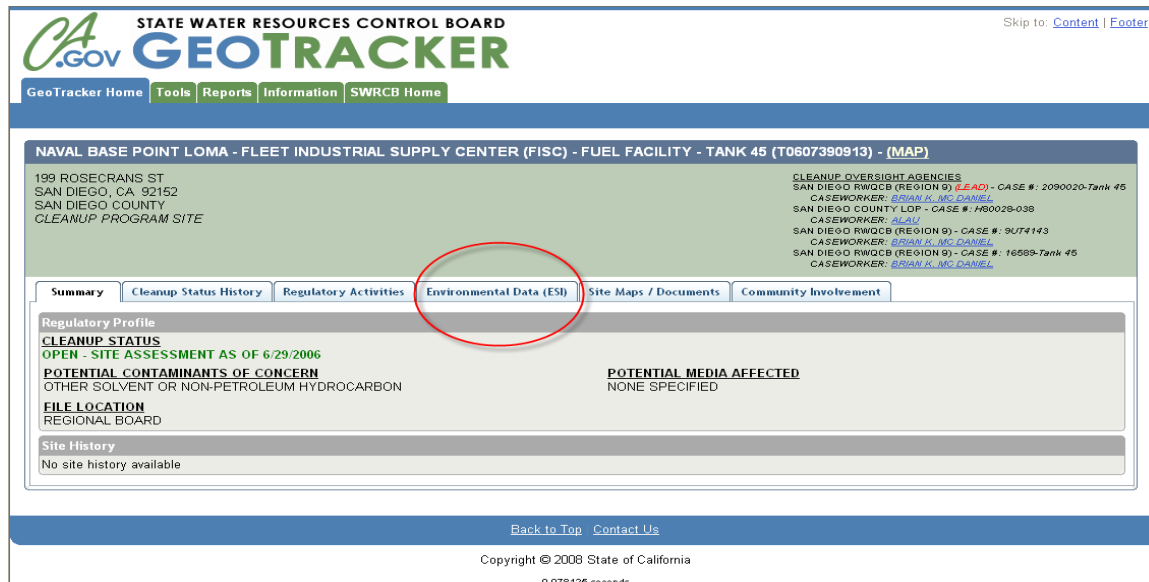 STATE WATER RESOURCES CONTROL BOARD
CA.GOV GEOTRACKER
Skip to: Content | Footer
GeoTracker Home Tools Reports Information SWRCB Home
NAVAL BASE POINT LOMA - FLEET INDUSTRIAL SUPPLY CENTER (FISC) - FUEL FACILITY - TANK 45 (T0607390913) - (MAP)
199 ROSECRANS ST
SAN DIEGO, CA 92152
SAN DIEGO COUNTY
CLEANUP PROGRAM SITE
CLEANUP OVERSIGHT AGENCIES
SAN DIEGO RWQCB (REGION 9) (LEAD) - CASE #: 2090020-Tank 45
CASEWORKER: BRIAN K. MC DANIEL
SAN DIEGO COUNTY LOP - CASE #: H80028-038
CASEWORKER: ALAU
SAN DIEGO RWQCB (REGION 9) - CASE #: 9UT4143
CASEWORKER: BRIAN K. MC DANIEL
SAN DIEGO RWQCB (REGION 9) - CASE #: 16589-Tank 45
CASEWORKER: BRIAN K. MC DANIEL
Summary Cleanup Status History Regulatory Activities Environmental Data (ESI) Site Maps / Documents Community Involvement
Regulatory Profile
CLEANUP STATUS
OPEN - SITE ASSESSMENT AS OF 6/29/2006
POTENTIAL CONTAMINANTS OF CONCERN
OTHER SOLVENT OR NON-PETROLEUM HYDROCARBON
POTENTIAL MEDIA AFFECTED
NONE SPECIFIED
FILE LOCATION
REGIONAL BOARD
Site History
No site history available
Back to Top Contact Us
Copyright © 2008 State of California